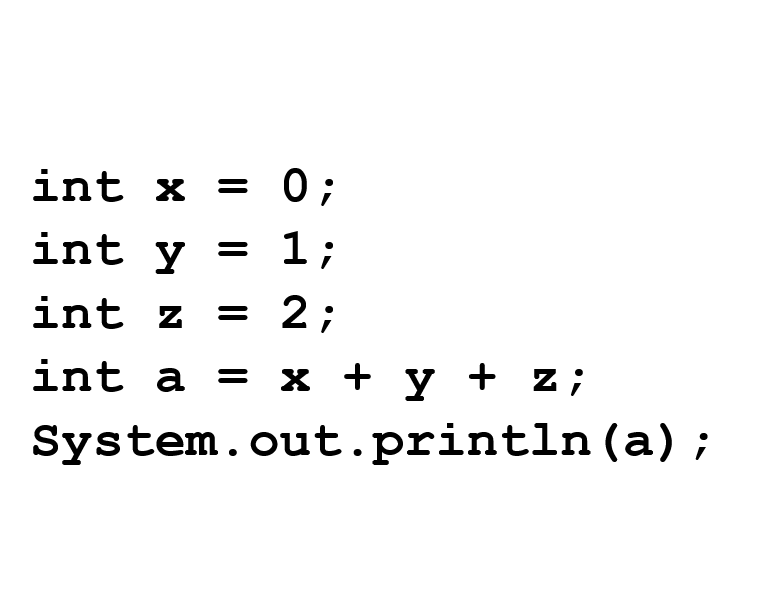 int x = 0;
int y = 1;
int z = 2;
int a = x + y + z;
System.out.println(a);